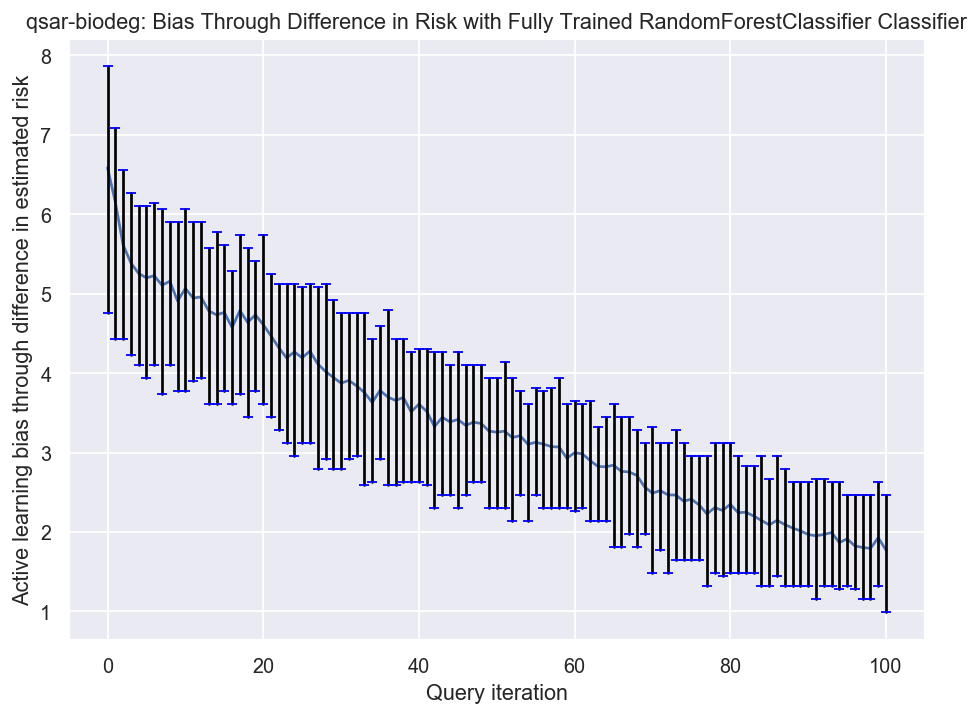 qsar-biodeg: Bias Through Difference in Risk with Fully Trained RandomForestClassifier Classifier
Active learning bias through difference in estimated risk
8
7
6
5
4
3
2
1
0 20 40 60 80 100
Query iteration